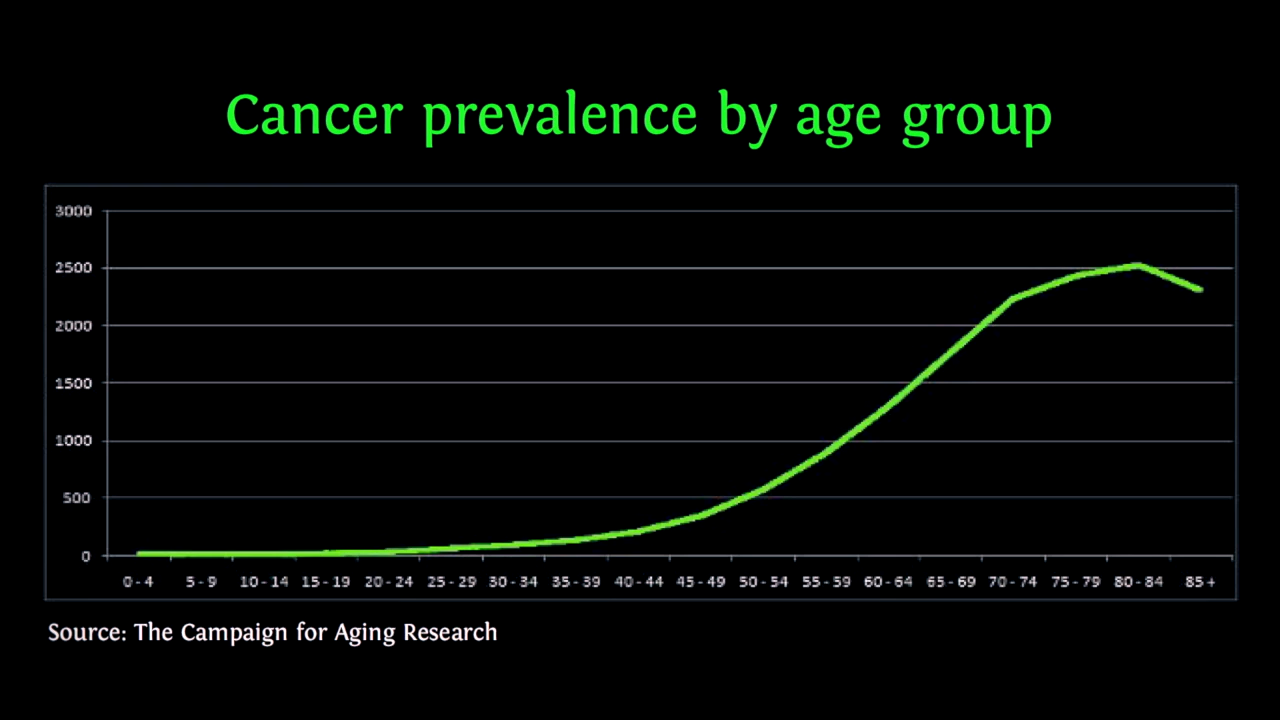 Cancer prevalence by age group
3000
2500
2000
1500
1000
500
0
0-4 5-9 10-14 15-19 20-24 25-29 30-34 35-39 40-44 45-49 50-54 55-59 60-64 65-69 70-74 75-79 80-84 85+
Source: The Campaign for Aging Research